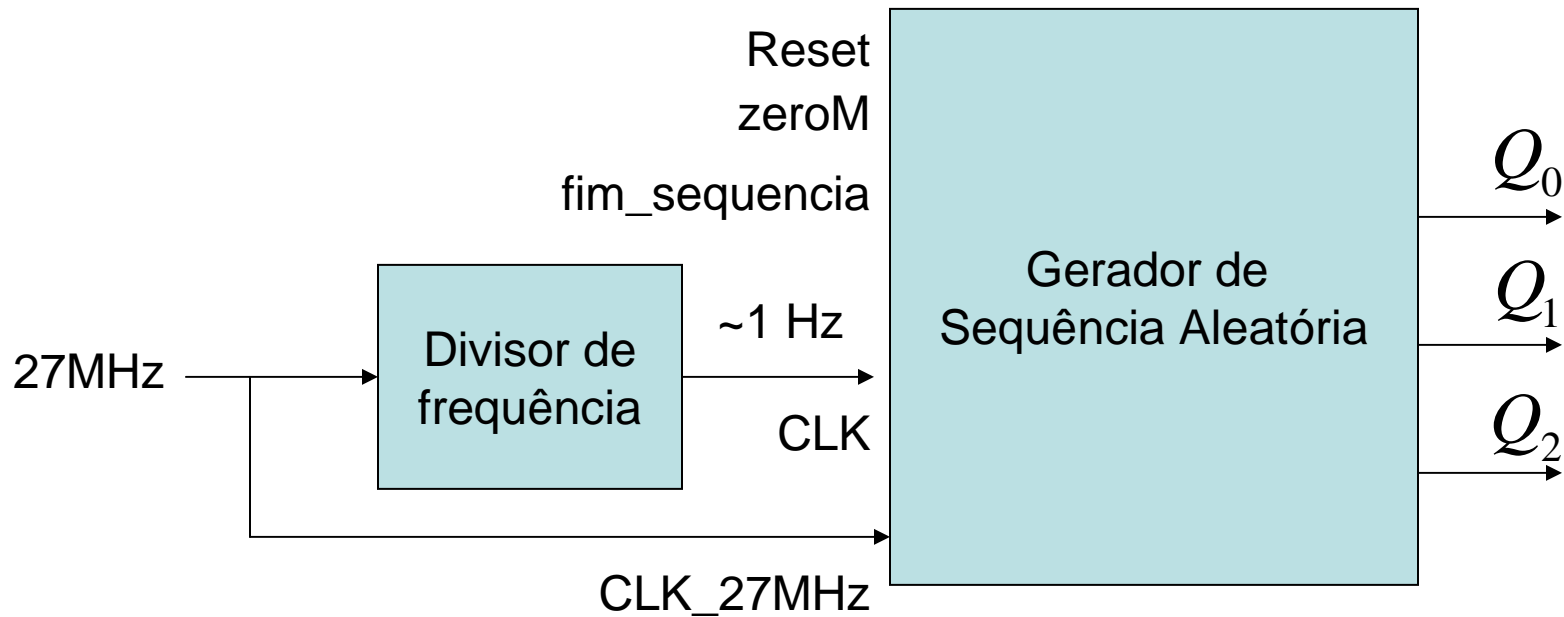 Reset
zeroM
fim_sequencia
27MHz
Divisor de
frequência
~1 Hz
CLK
CLK_27MHz
Gerador de
Sequência Aleatória
Q0
Q1
Q2